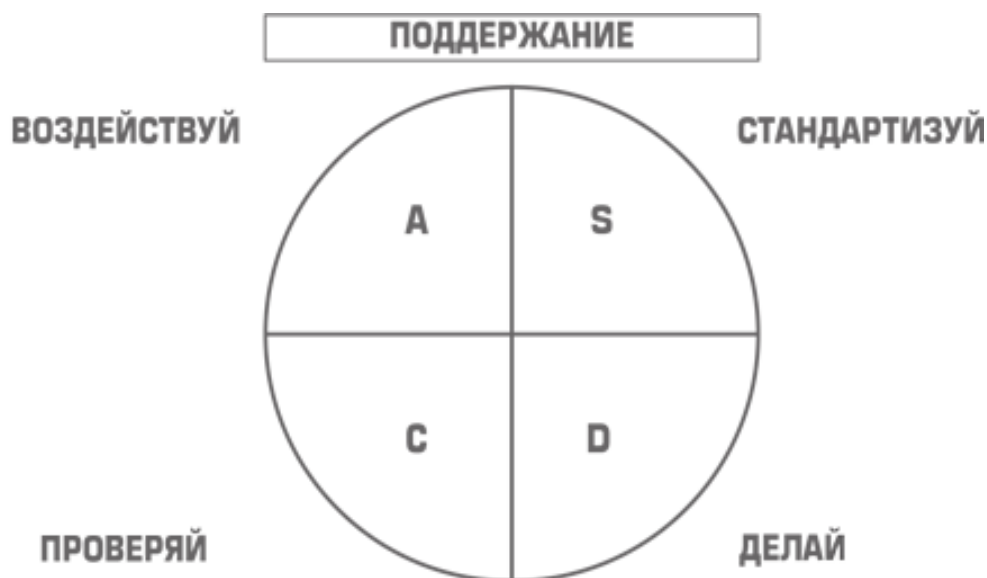 ПОДДЕРЖАНИЕ
ВОЗДЕЙСТВУЙ
СТАНДАРТИЗУЙ
A
S
C
D
ПРОВЕРЯЙ
ДЕЛАЙ